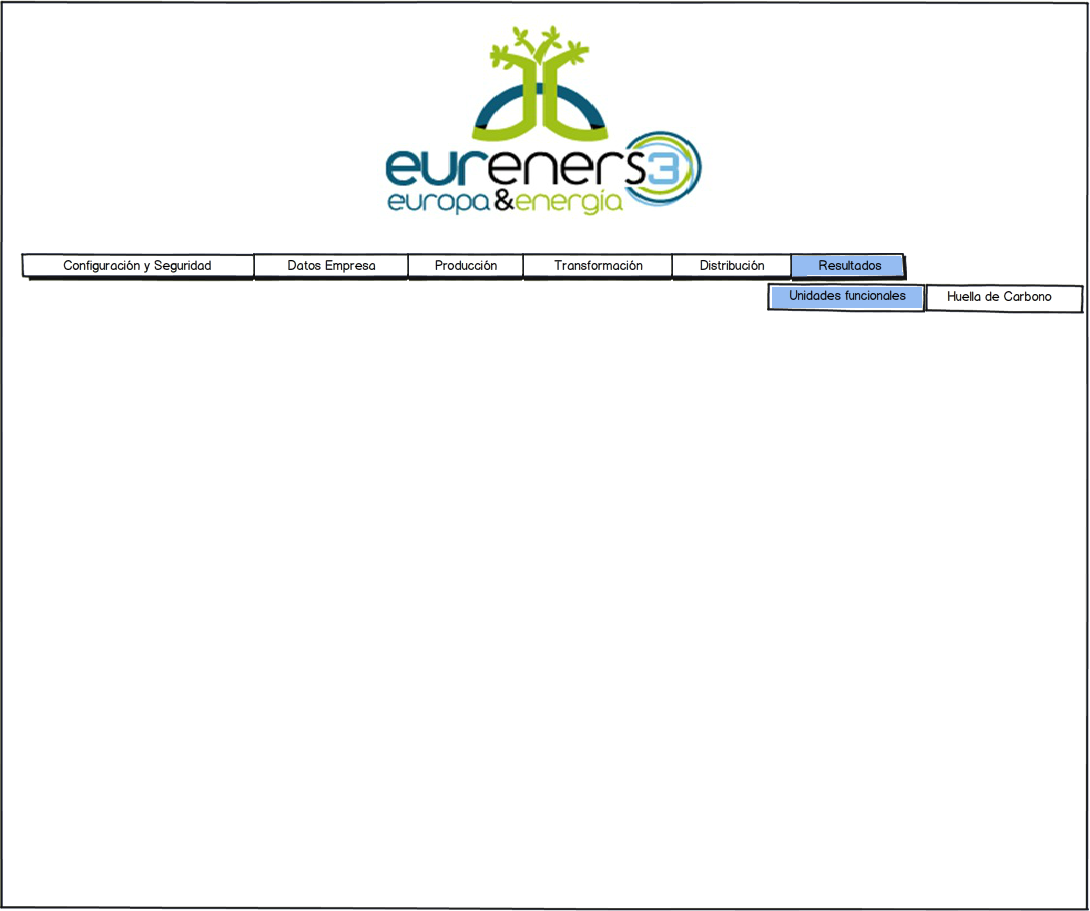 eureners3
europa&energía
Configuración y Seguridad Datos Empresa Producción Transformación Distribución Resultados
Unidades funcionales Huella de Carbono